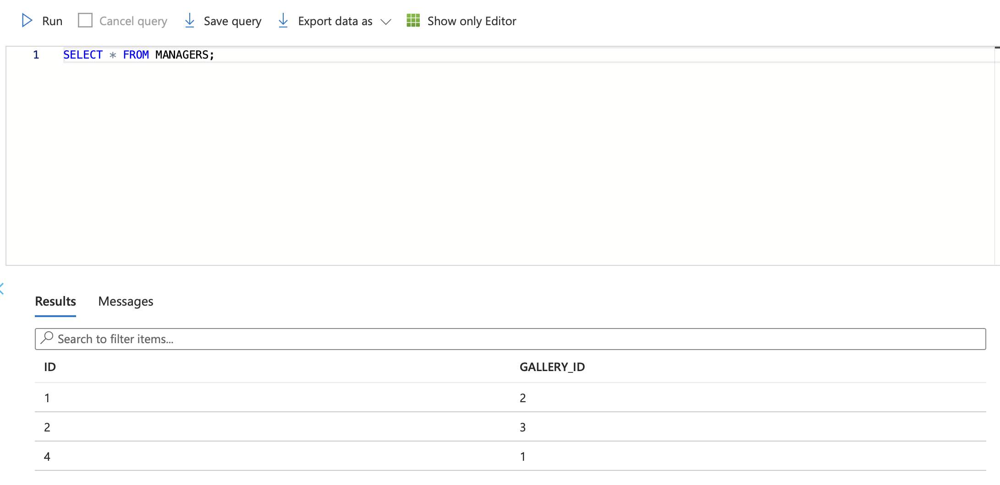 Run Cancel query Save query Export data as Show only Editor
1 SELECT * FROM MANAGERS;
Results Messages
Search to filter items...
ID GALLERY_ID
1 2
2 3
4 1